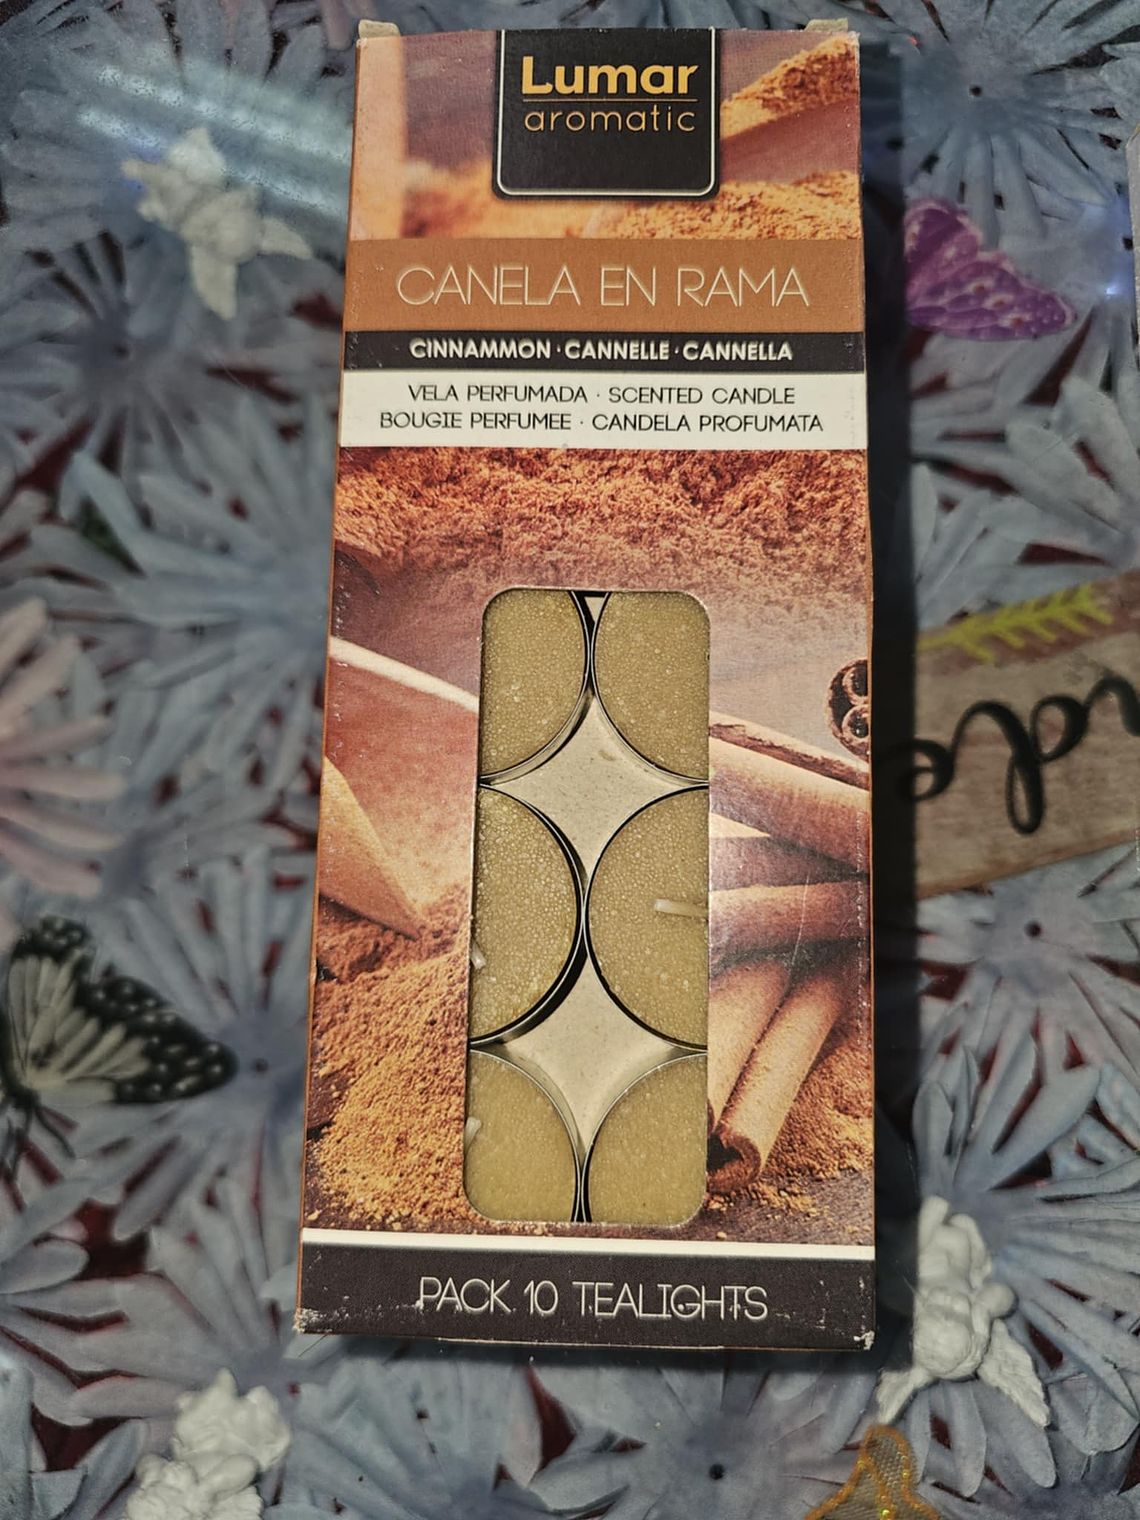 Lumar
aromatic
CANELA EN RAMA
CINNAMMON · CANNELLE · CANNELLA
VELA PERFUMADA · SCENTED CANDLE
BOUGIE PERFUMEE · CANDELA PROFUMATA
PACK 10 TEALIGHTS